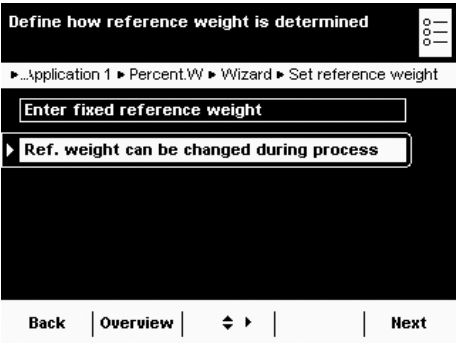 Define how reference weight is determined
▸...\pplication 1 ▸ Percent.W ▸ Wizard ▸ Set reference weight
Enter fixed reference weight
Ref. weight can be changed during process
Back Overview Next